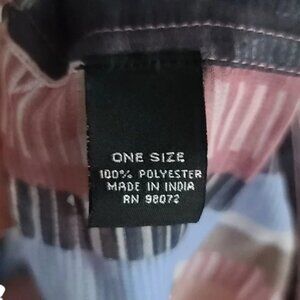 ONE SIZE
100% POLYESTER
MADE IN INDIA
RN 98072